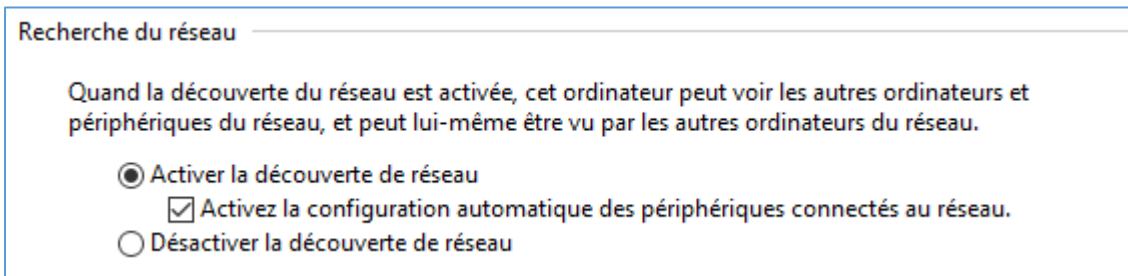 Recherche du réseau
Quand la découverte du réseau est activée, cet ordinateur peut voir les autres ordinateurs et
périphériques du réseau, et peut lui-même être vu par les autres ordinateurs du réseau.
Activer la découverte de réseau
Activez la configuration automatique des périphériques connectés au réseau.
Désactiver la découverte de réseau